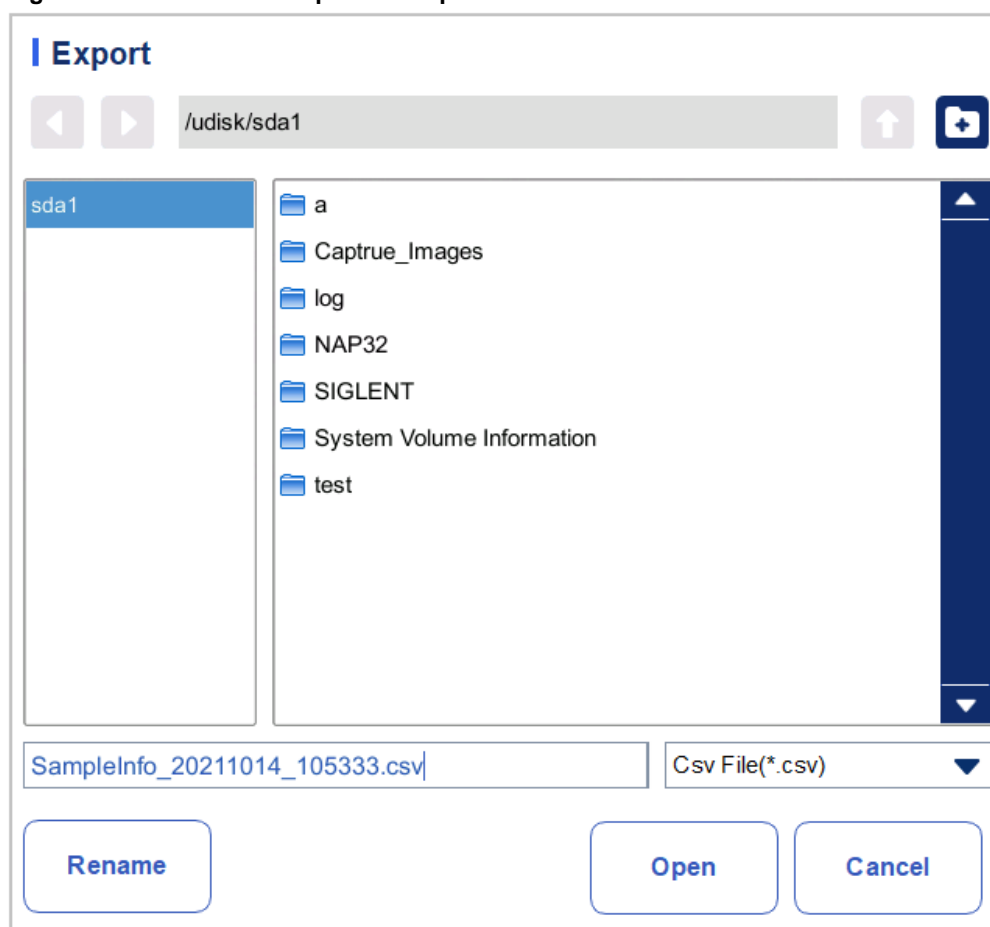 Export
/udisk/sda1
sda1
a
Captrue_Images
log
NAP32
SIGLENT
System Volume Information
test
SampleInfo_20211014_105333.csv
Csv File(*.csv)
Rename
Open
Cancel